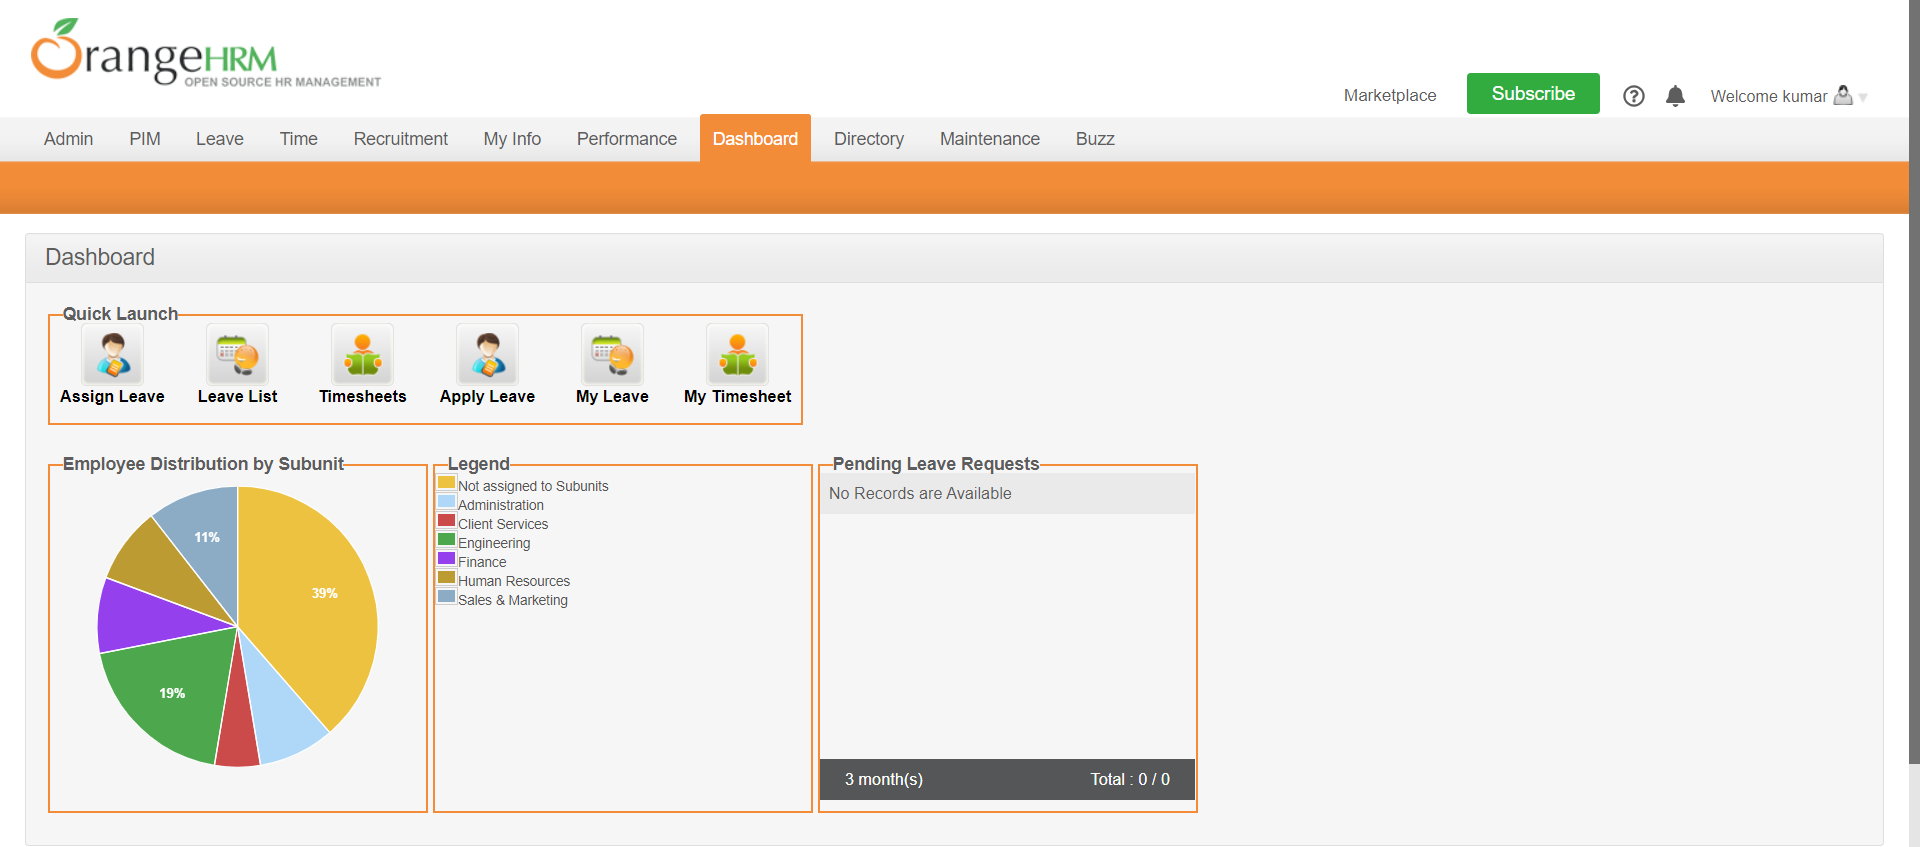 OrangeHRM
OPEN SOURCE HR MANAGEMENT
Marketplace
Subscribe
?
Welcome kumar
Admin PIM Leave Time Recruitment My Info Performance Dashboard Directory Maintenance Buzz
Dashboard
Quick Launch
Assign Leave Leave List Timesheets Apply Leave My Leave My Timesheet
Employee Distribution by Subunit
11%
39%
19%
Legend
Not assigned to Subunits
Administration
Client Services
Engineering
Finance
Human Resources
Sales & Marketing
Pending Leave Requests
No Records are Available
3 month(s) Total : 0 / 0